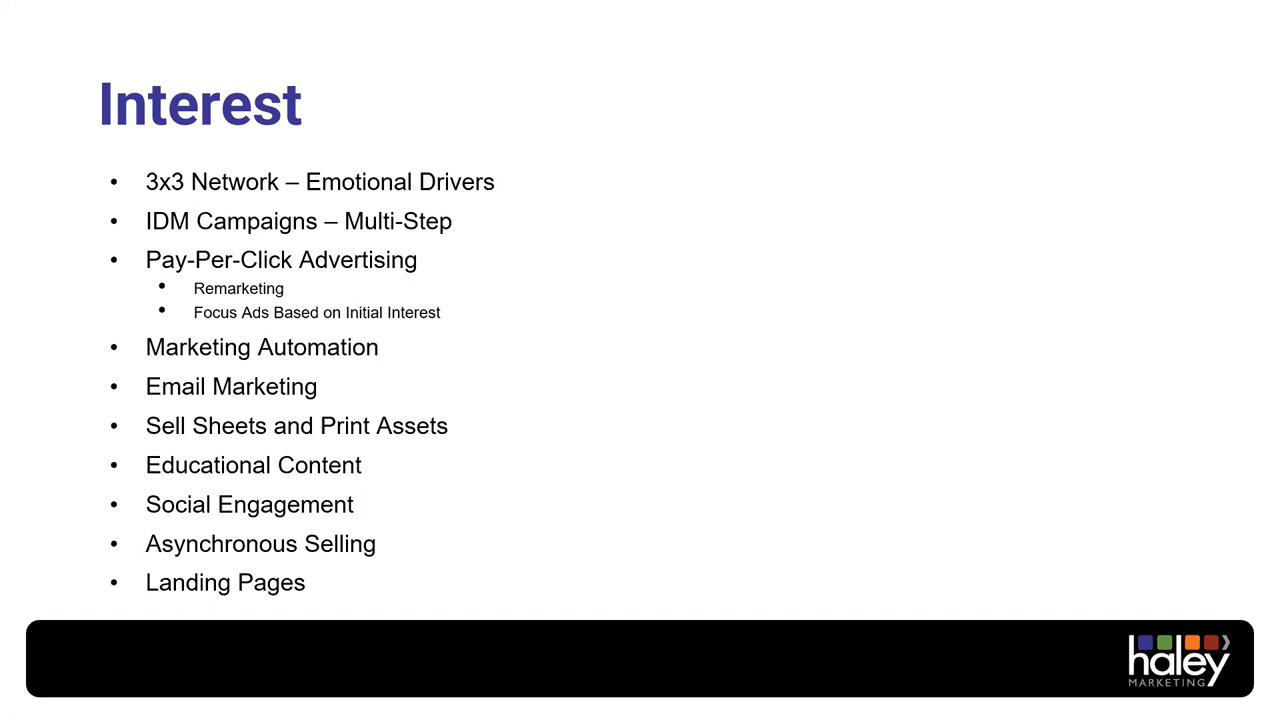 Interest
• 3x3 Network – Emotional Drivers
• IDM Campaigns – Multi-Step
• Pay-Per-Click Advertising
• Remarketing
• Focus Ads Based on Initial Interest
• Marketing Automation
• Email Marketing
• Sell Sheets and Print Assets
• Educational Content
• Social Engagement
• Asynchronous Selling
• Landing Pages
haley
MARKETING